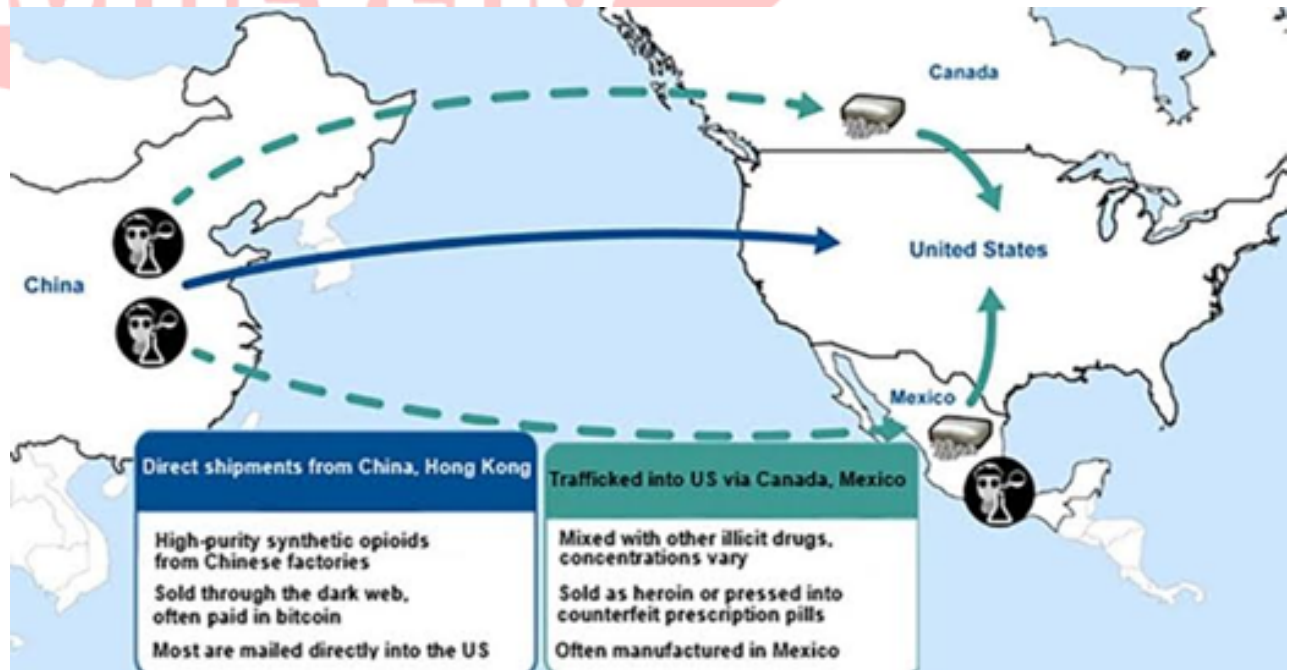 Canada
United States
China
Mexico
Direct shipments from China, Hong Kong
High-purity synthetic opioids
from Chinese factories
Sold through the dark web,
often paid in bitcoin
Most are mailed directly into the US
Trafficked into US via Canada, Mexico
Mixed with other illicit drugs,
concentrations vary
Sold as heroin or pressed into
counterfeit prescription pills
Often manufactured in Mexico